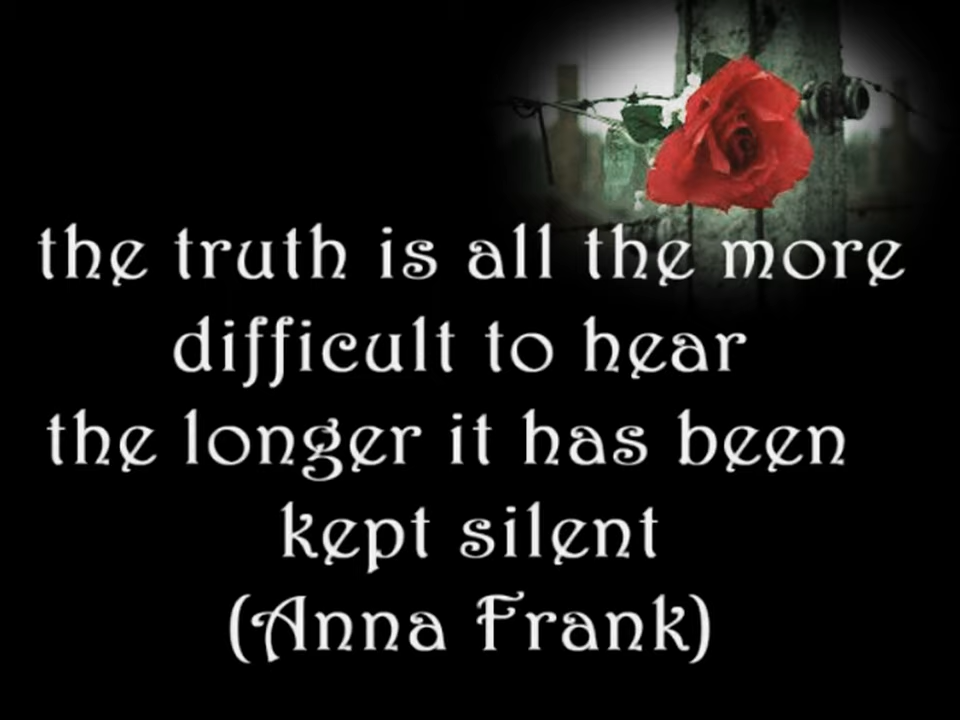 the truth is all the more
difficult to hear
the longer it has been
kept silent
(Anna Frank)